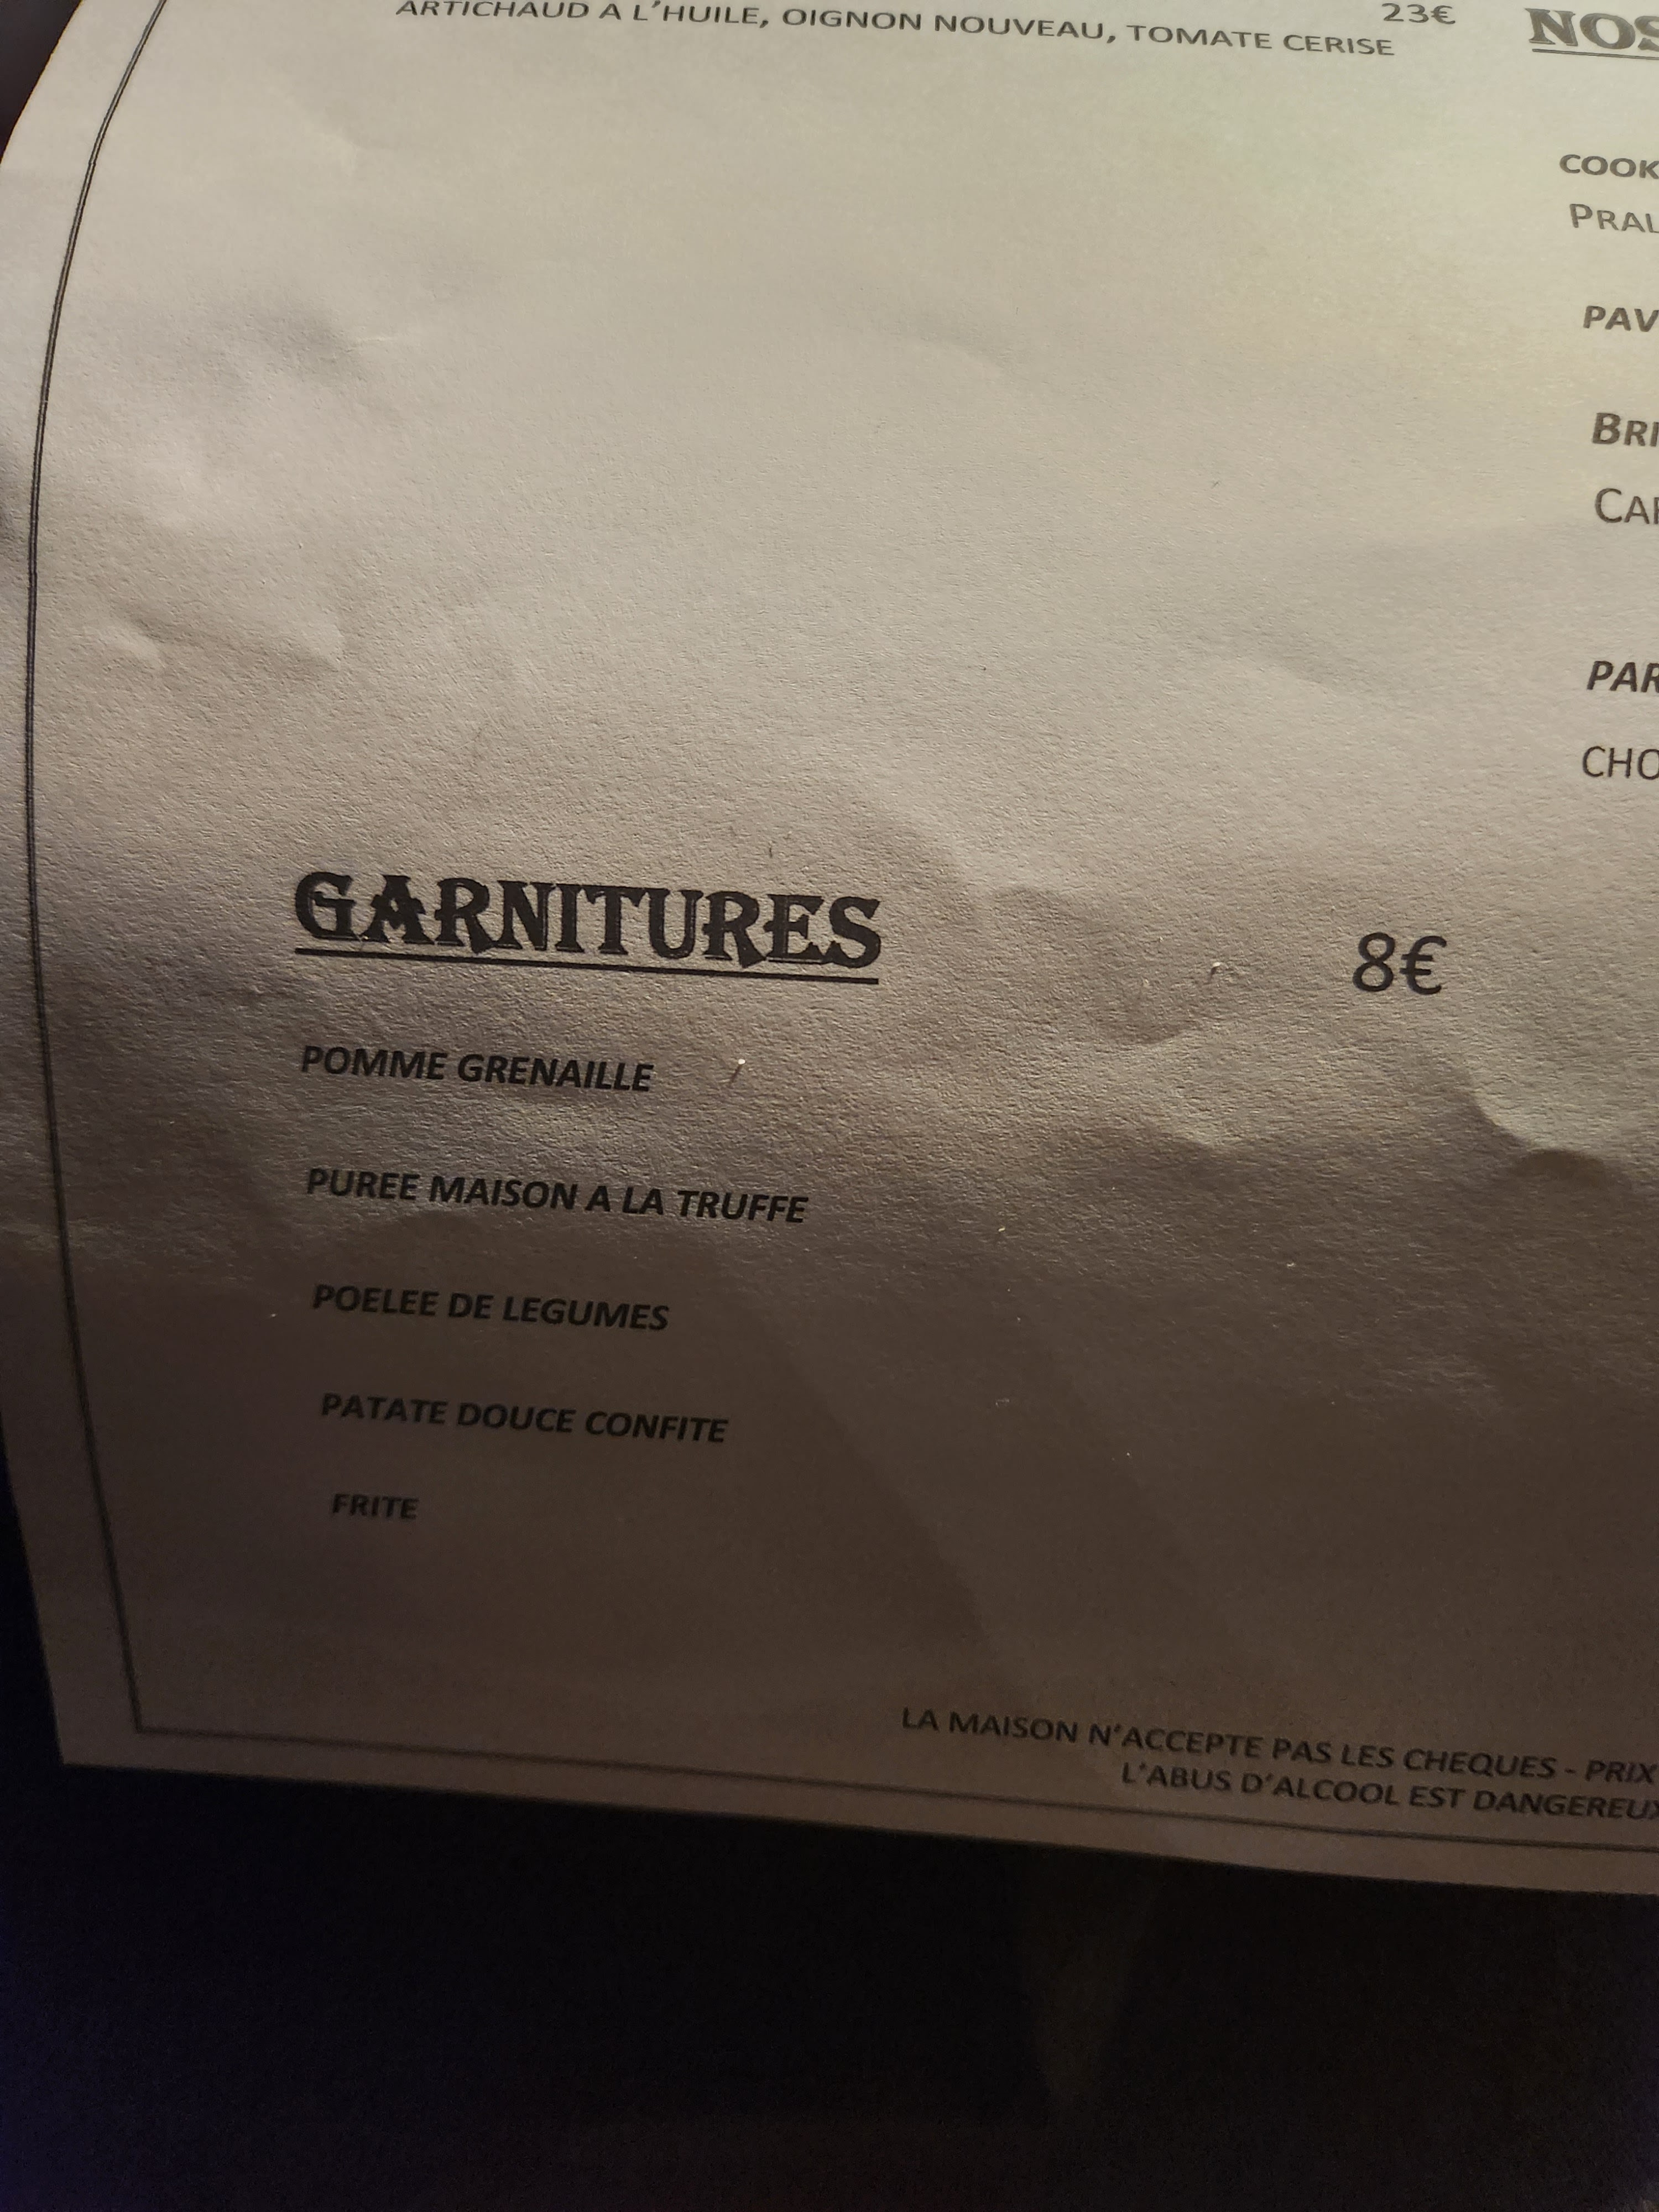 ARTICHAUD A L'HUILE, OIGNON NOUVEAU, TOMATE CERISE 23€
GARNITURES 8€
POMME GRENAILLE
PUREE MAISON A LA TRUFFE
POELEE DE LEGUMES
PATATE DOUCE CONFITE
FRITE
NOS
COOK
PRAL
PAV
BRI
PAR
CHO
LA MAISON N'ACCEPTE PAS LES CHEQUES - PRIX
L'ABUS D'ALCOOL EST DANGEREUX